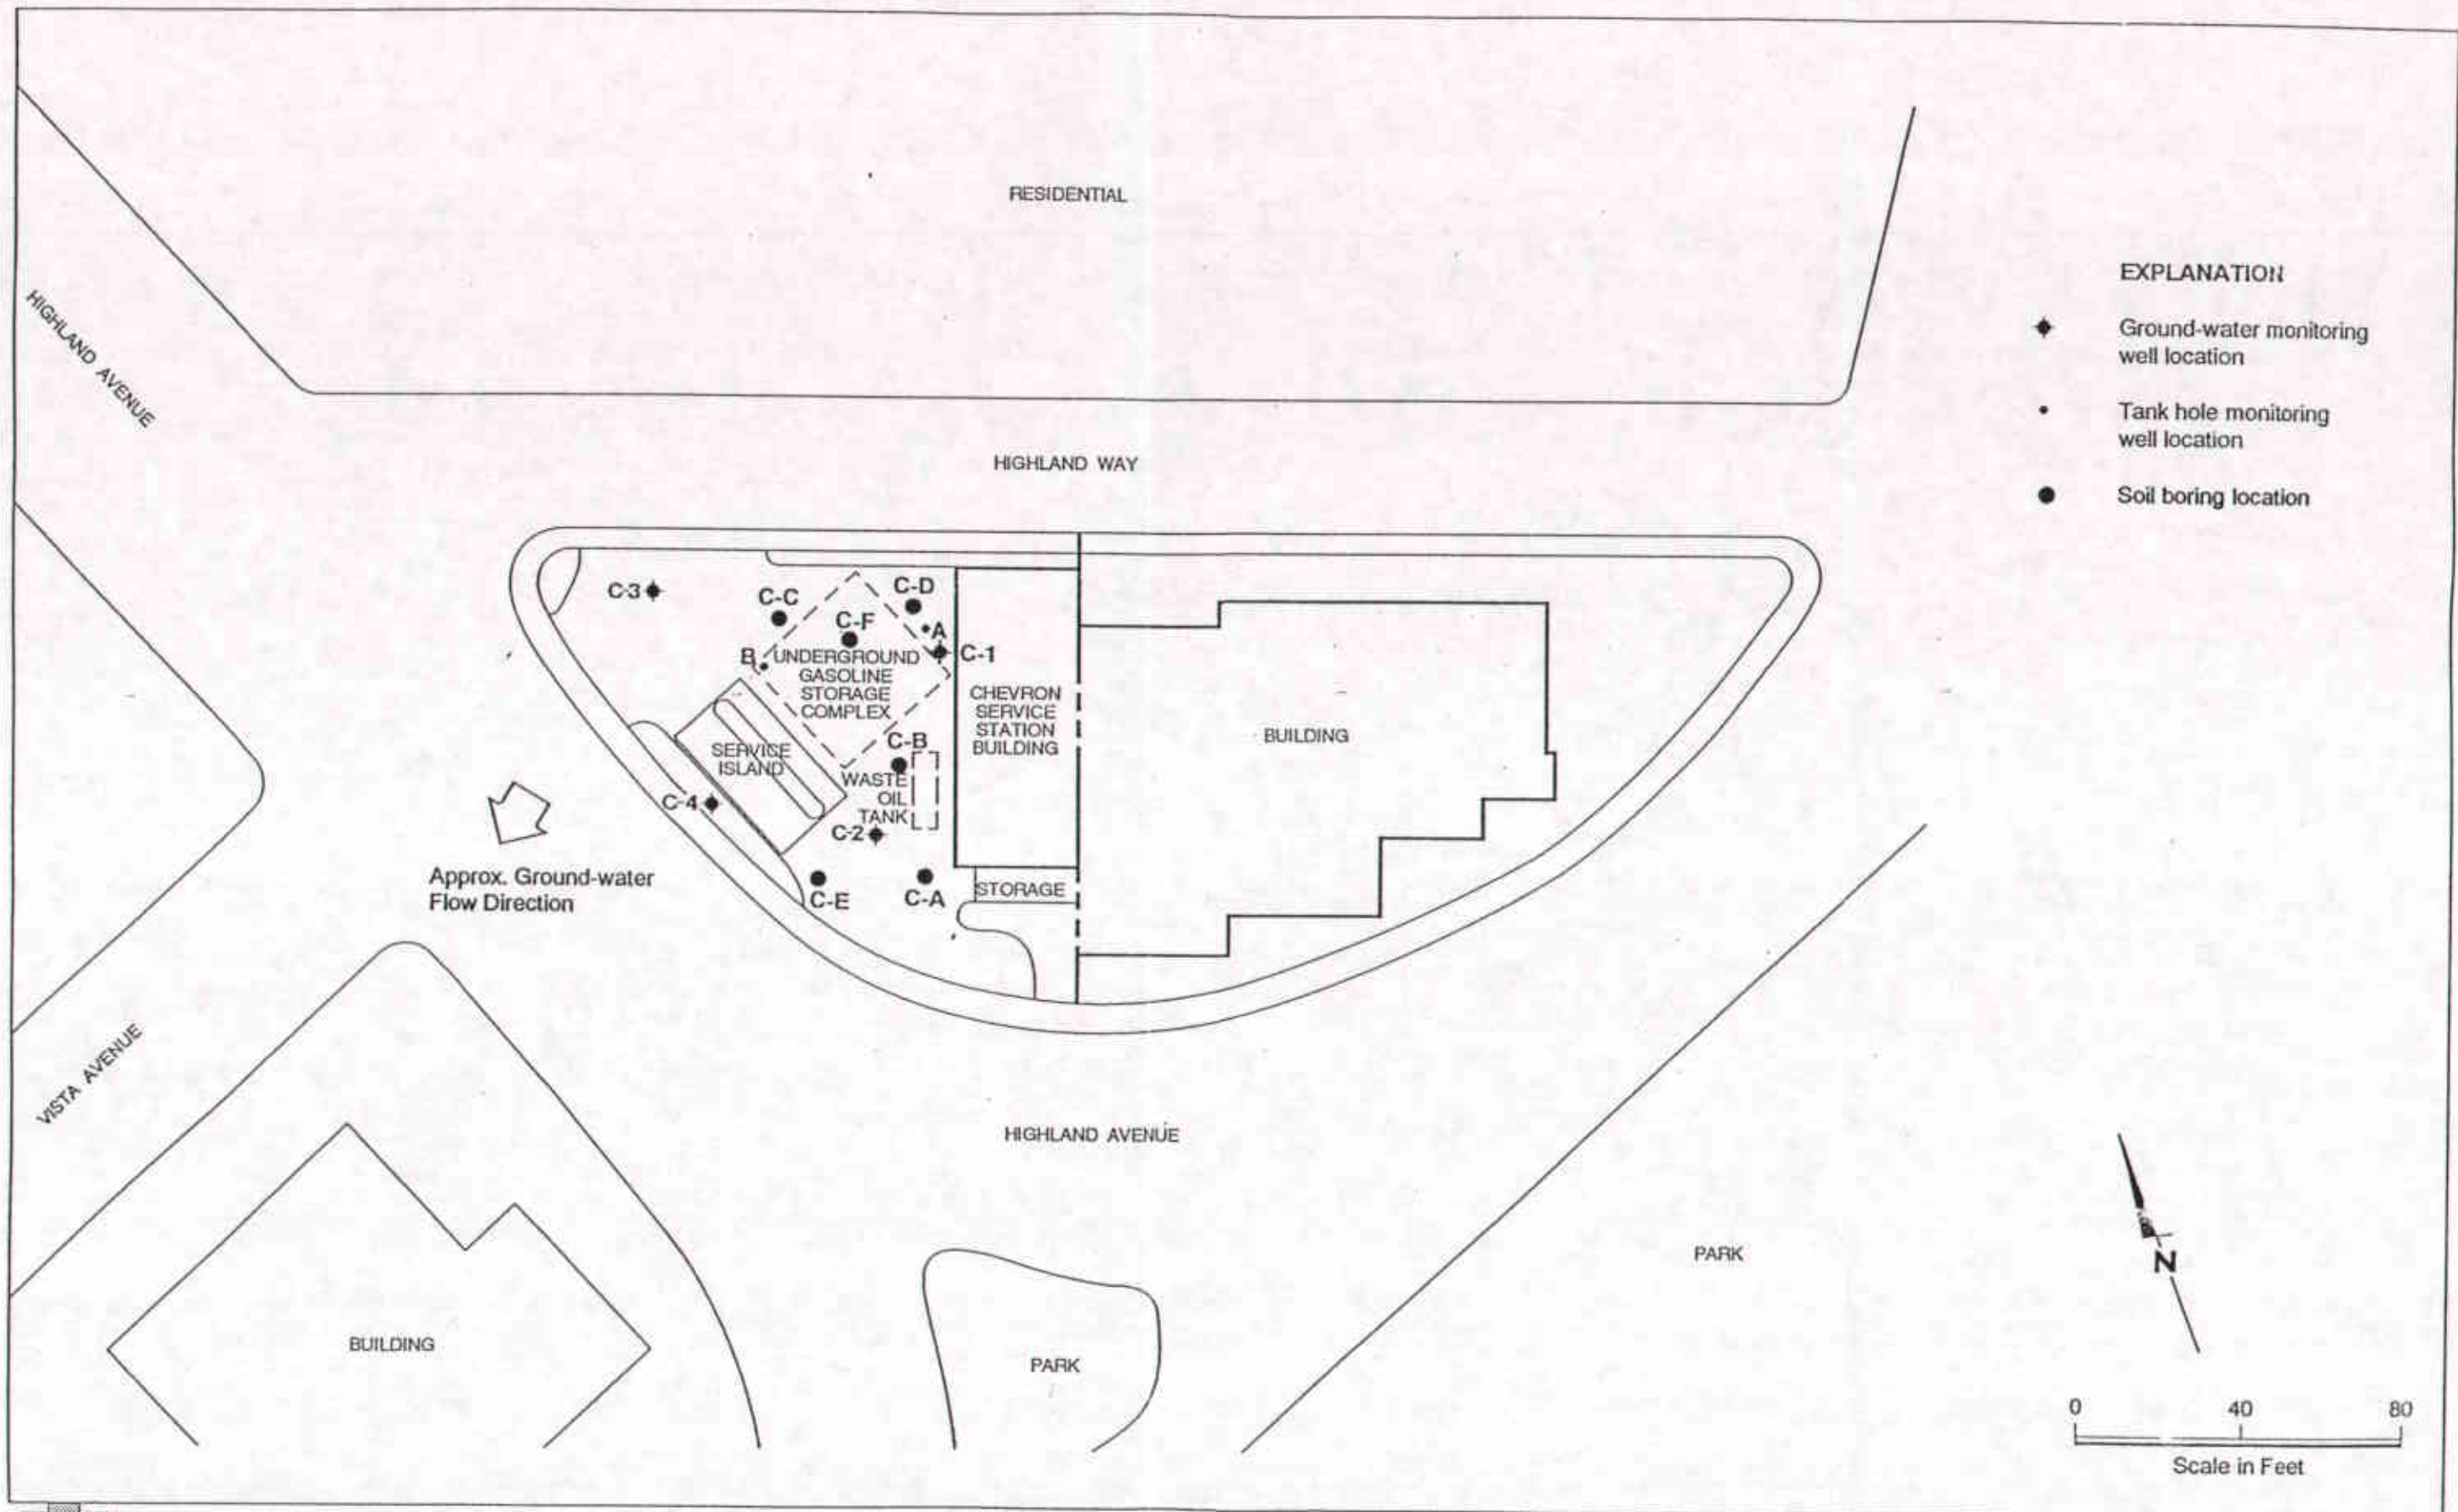 RESIDENTIAL
HIGHLAND AVENUE
EXPLANATION
Ground-water monitoring
well location
Tank hole monitoring
well location
Soil boring location
HIGHLAND WAY
C-3
C-C
C-D
C-F
A
C-1
B
UNDERGROUND
GASOLINE
STORAGE
COMPLEX
CHEVRON
SERVICE
STATION
BUILDING
BUILDING
C-B
SERVICE
ISLAND
WASTE
OIL
TANK
C-4
C-2
Approx. Ground-water
Flow Direction
C-E
C-A
STORAGE
VISTA AVENUE
HIGHLAND AVENUE
BUILDING
PARK
PARK
N
0 40 80
Scale in Feet